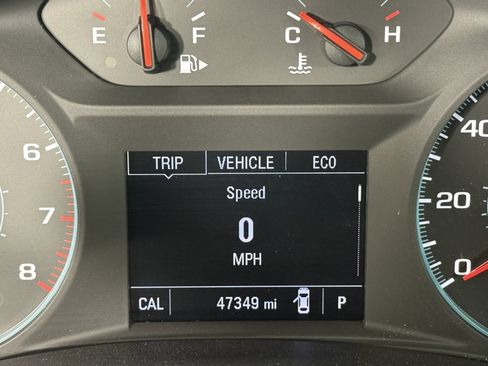 E F C H
6
7
8
40
20
0
TRIP VEHICLE ECO
Speed
0
MPH
CAL 47349 mi P